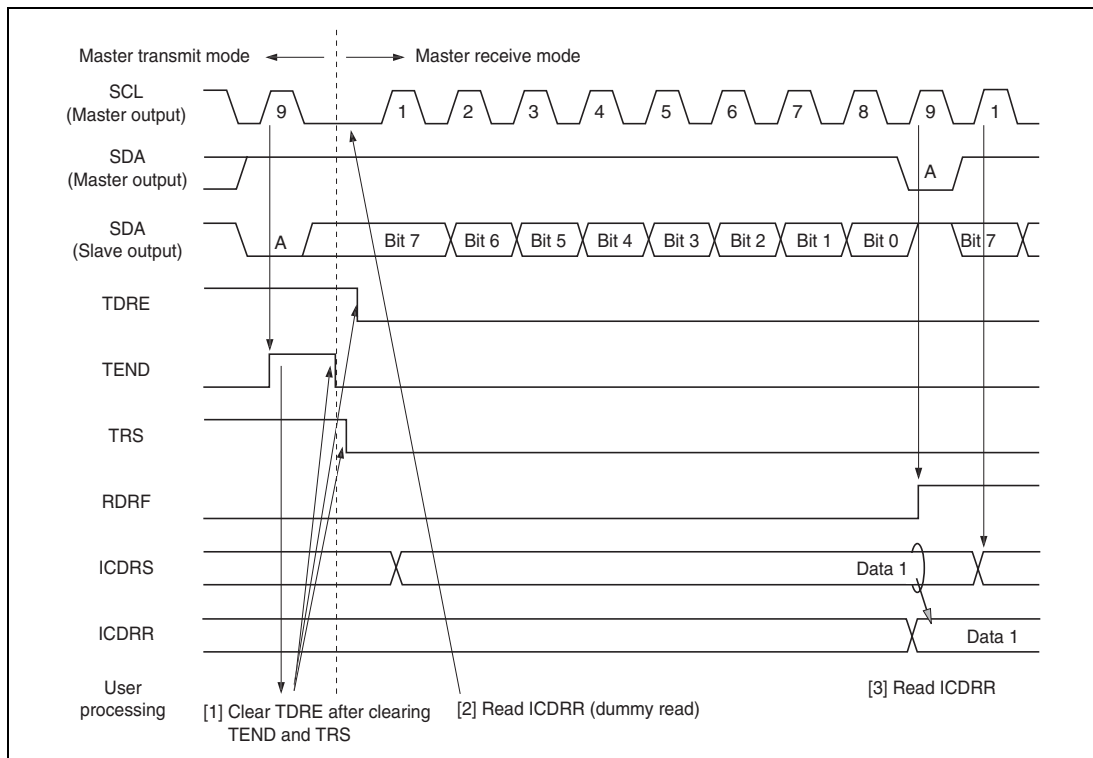 Master transmit mode
Master receive mode
SCL
(Master output)
9
1
2
3
4
5
6
7
8
9
1
SDA
(Master output)
A
SDA
(Slave output)
A
Bit 7
Bit 6
Bit 5
Bit 4
Bit 3
Bit 2
Bit 1
Bit 0
Bit 7
TDRE
TEND
TRS
RDRF
ICDRS
Data 1
ICDRR
Data 1
User
processing
[1] Clear TDRE after clearing
TEND and TRS
[2] Read ICDRR (dummy read)
[3] Read ICDRR